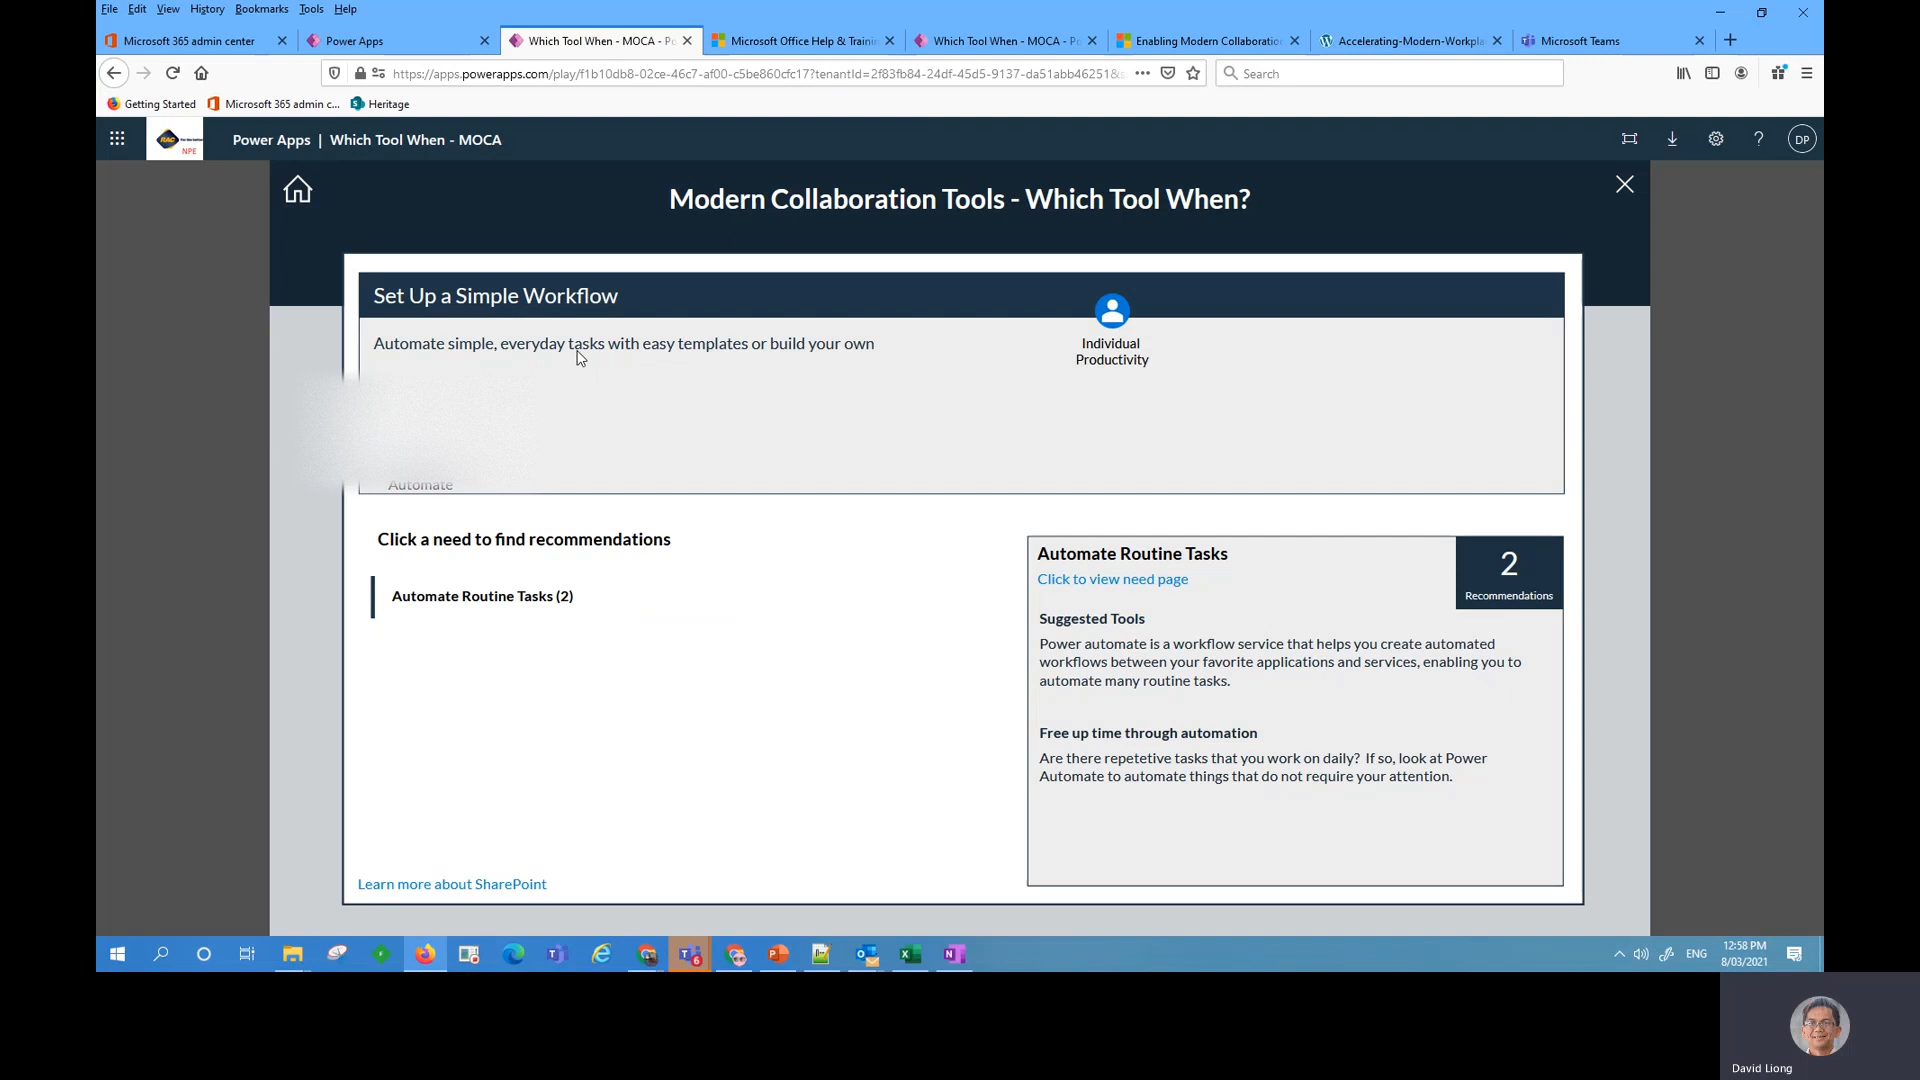 File Edit View History Bookmarks Tools Help
Microsoft 365 admin center
Power Apps
Which Tool When - MOCA - Po
Microsoft Office Help & Trainin
Which Tool When - MOCA - Po
Enabling Modern Collaboration
Accelerating-Modern-Workpla
Microsoft Teams
https://apps.powerapps.com/play/f1b10db8-02ce-46c7-af00-c5be860cfc17?tenantId=2f83fb84-24df-45d5-9137-da51abb46251&s
Search
Getting Started
Microsoft 365 admin c...
Heritage
RAC
NPE
Power Apps | Which Tool When - MOCA
DP
Modern Collaboration Tools - Which Tool When?
Set Up a Simple Workflow
Automate simple, everyday tasks with easy templates or build your own
Individual
Productivity
Automate
Click a need to find recommendations
Automate Routine Tasks (2)
Automate Routine Tasks
Click to view need page
2
Recommendations
Suggested Tools
Power automate is a workflow service that helps you create automated
workflows between your favorite applications and services, enabling you to
automate many routine tasks.
Free up time through automation
Are there repetetive tasks that you work on daily? If so, look at Power
Automate to automate things that do not require your attention.
Learn more about SharePoint
ENG
12:58 PM
8/03/2021
David Liong